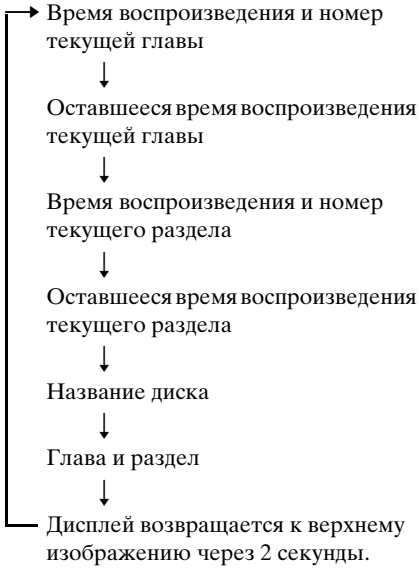 Время воспроизведения и номер
текущей главы
Оставшееся время воспроизведения
текущей главы
Время воспроизведения и номер
текущего раздела
Оставшееся время воспроизведения
текущего раздела
Название диска
Глава и раздел
Дисплей возвращается к верхнему
изображению через 2 секунды.